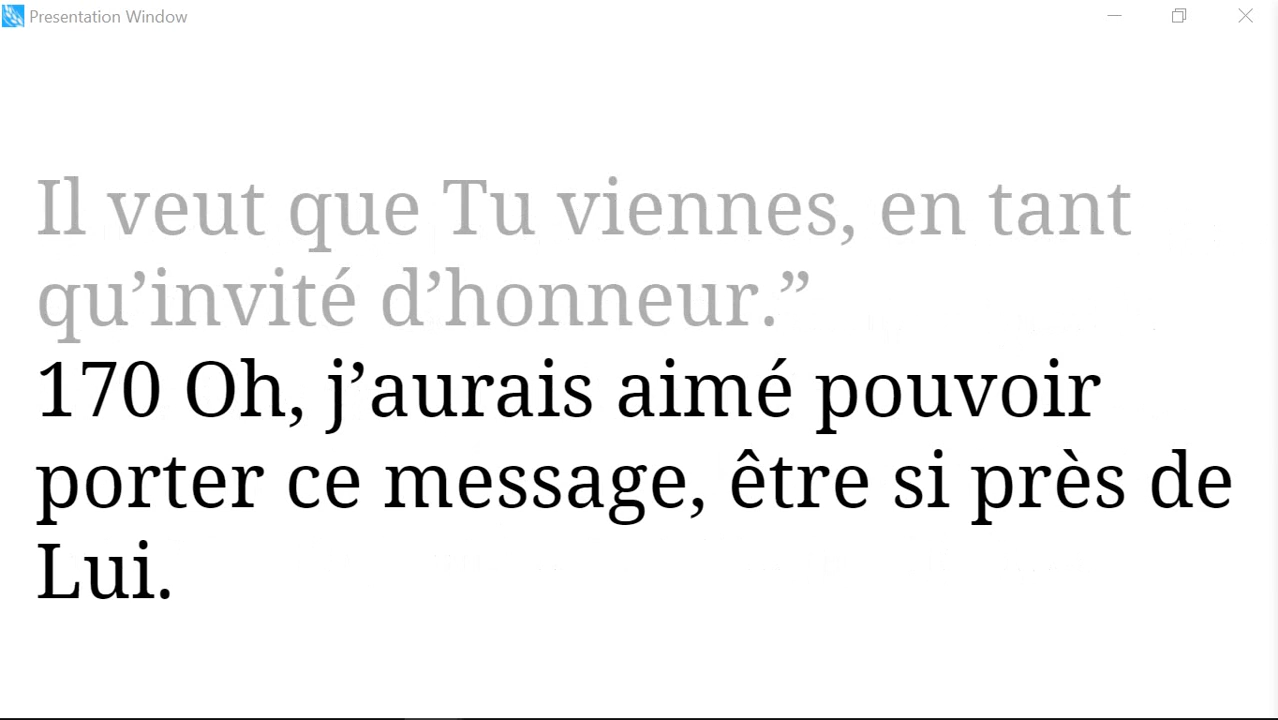 Presentation Window
Il veut que Tu viennes, en tant
qu’invité d’honneur.”
170 Oh, j’aurais aimé pouvoir
porter ce message, être si près de
Lui.